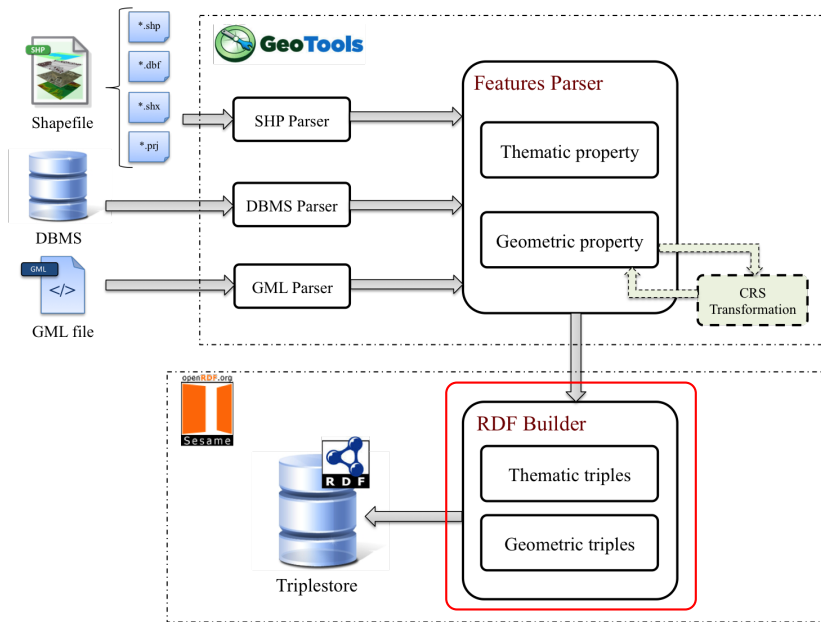 *.shp
SHP
*.dbf
*.shx
*.prj
Shapefile
GeoTools
Features Parser
SHP Parser
Thematic property
DBMS
DBMS Parser
Geometric property
GML
</>
GML file
GML Parser
CRS
Transformation
openRDF.org
Sesame
RDF Builder
RDF
Thematic triples
Geometric triples
Triplestore